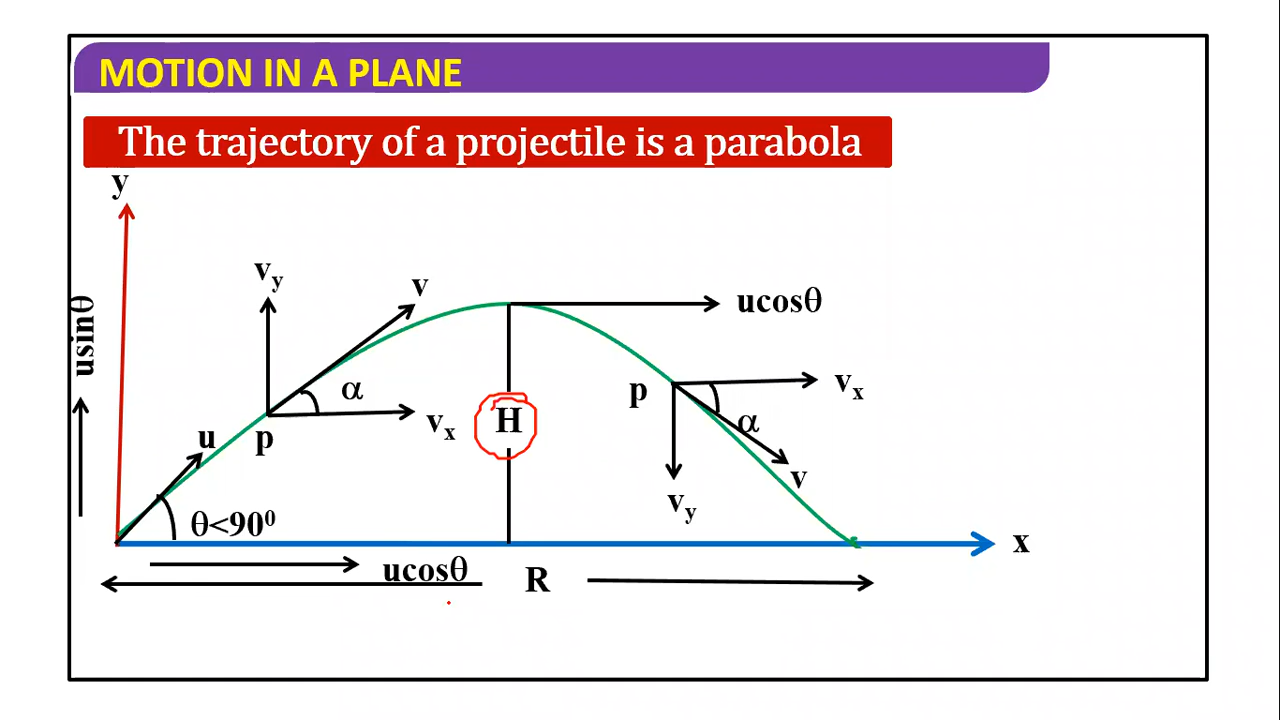 MOTION IN A PLANE
The trajectory of a projectile is a parabola
y
usinθ
vy
v
ucosθ
α
vx
p
u
H
p
vx
α
v
vy
θ<90⁰
x
ucosθ
R